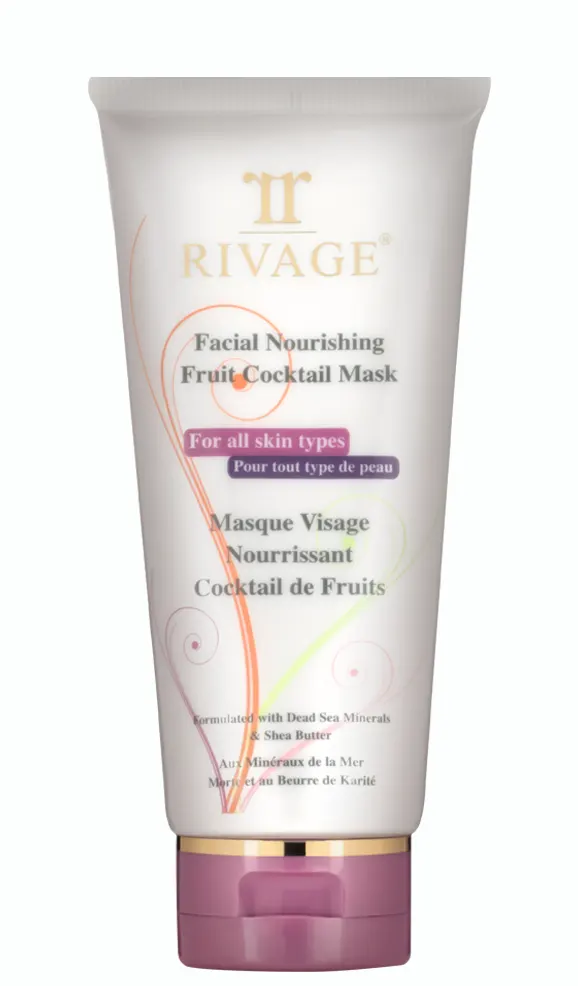 RIVAGE®
Facial Nourishing
Fruit Cocktail Mask
For all skin types
Pour tout type de peau
Masque Visage
Nourrissant
Cocktail de Fruits
Formulated with Dead Sea Minerals
& Shea Butter
Aux Minéraux de la Mer
Morte et au Beurre de Karité